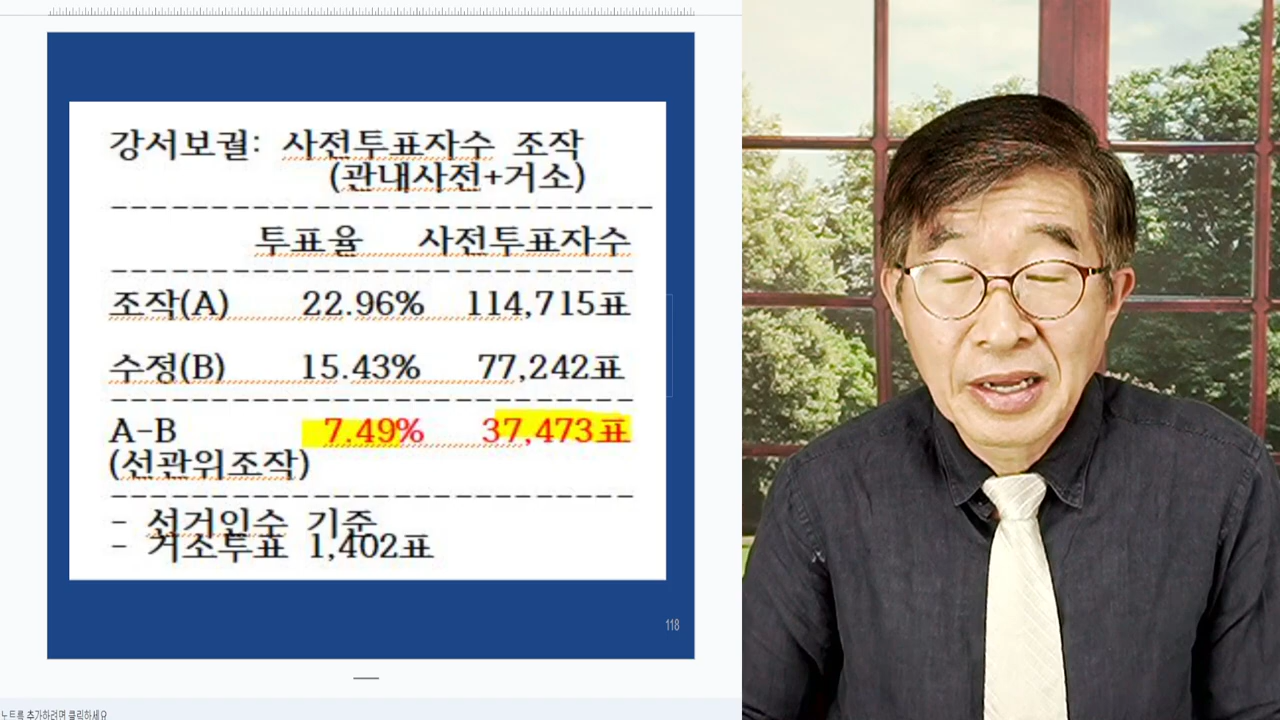 강서보궐: 사전투표자수 조작
(관내사전+거소)
투표율 사전투표자수
조작(A) 22.96% 114,715표
수정(B) 15.43% 77,242표
A-B 7.49% 37,473표
(선관위조작)
- 선거인수 기준
- 거소투표 1,402표
118
노트를 추가하려면 클릭하세요